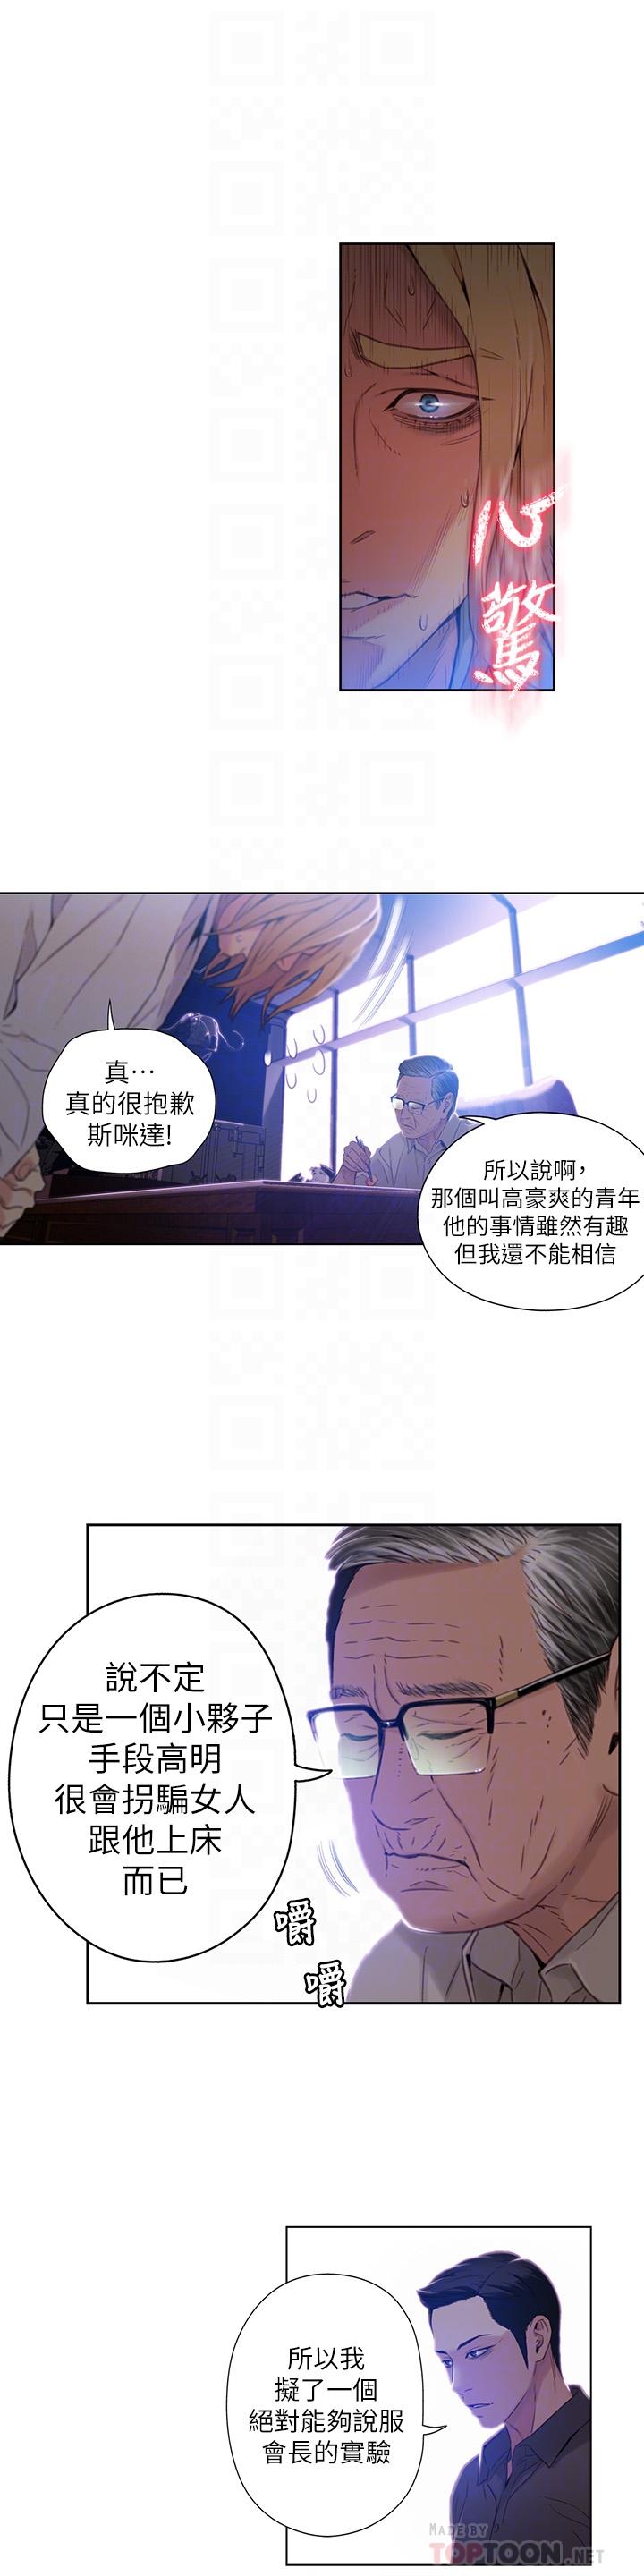 心
驚
真…
真的很抱歉
斯咪達!
所以說啊,
那個叫高豪爽的青年
他的事情雖然有趣
但我還不能相信
說不定
只是一個小夥子
手段高明
很會拐騙女人
跟他上床
而已
嚼
嚼
所以我
擬了一個
絕對能夠說服
會長的實驗
MADE BY
TOPTOON.NET